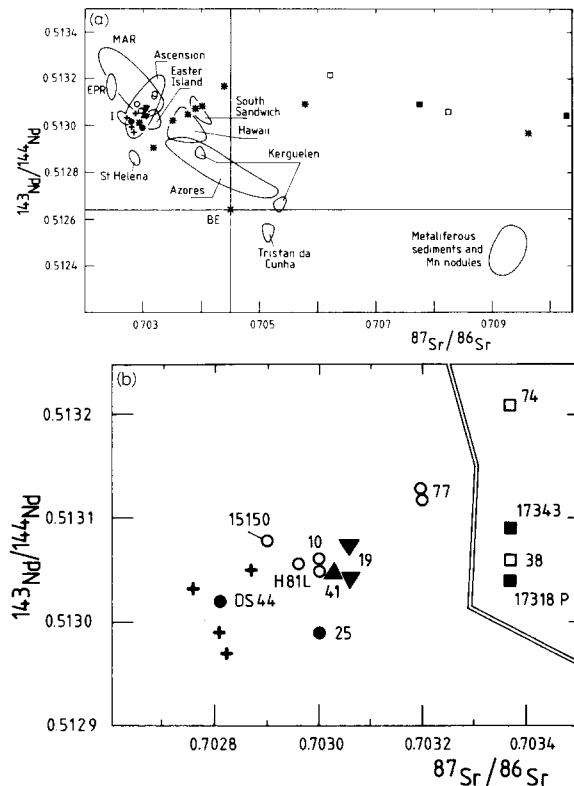 (a)
0.5134
MAR
Ascension
Easter
Island
0.5132
EPR
I
South
Sandwich
0.5130
Hawaii
Kerguelen
St Helena
0.5128
Azores
BE
0.5126
Tristan da
Cunha
Metaliferous
sediments and
Mn nodules
0.5124
143Nd/144Nd
0.703
0.705
0.707
0.709
87Sr/86Sr
(b)
0.5132
74
77
0.5131
15150
17343
10
19
38
H81L
41
17318 P
DS44
0.5130
25
0.5129
143Nd/144Nd
0.7028
0.7030
0.7032
0.7034
87Sr/86Sr